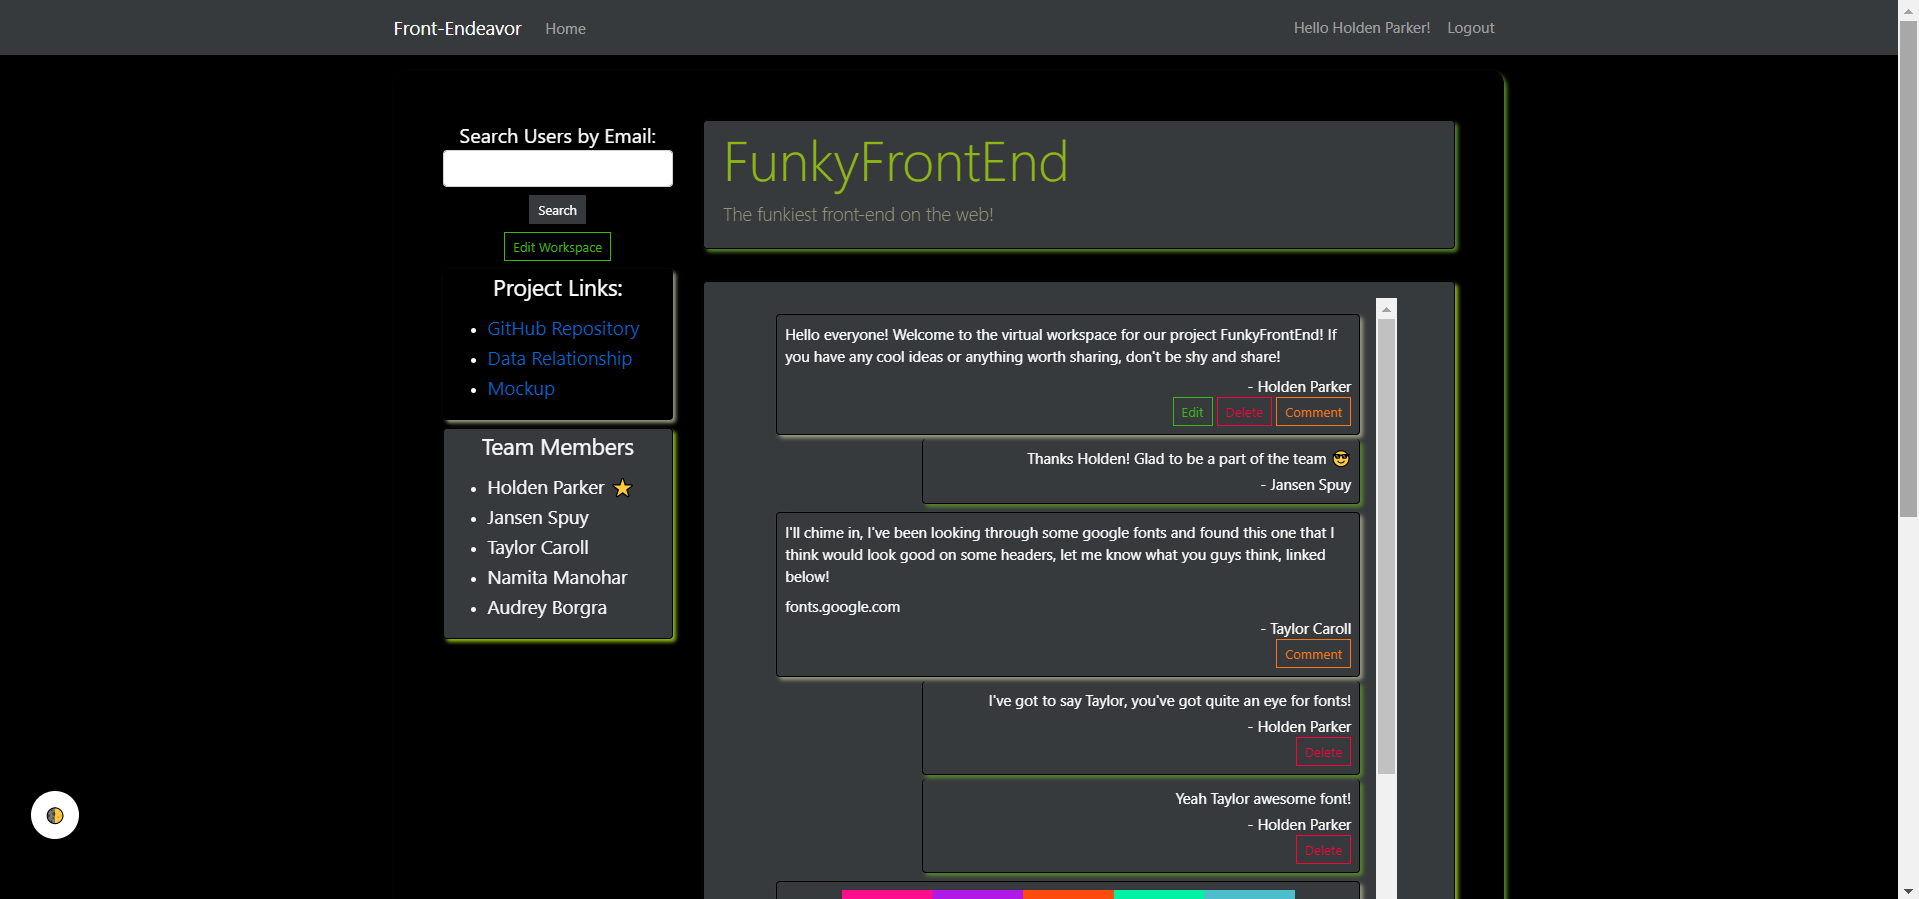 Front-Endeavor Home Hello Holden Parker! Logout
Search Users by Email:
Search
Edit Workspace
Project Links:
GitHub Repository
Data Relationship
Mockup
Team Members
Holden Parker ⭐
Jansen Spuy
Taylor Caroll
Namita Manohar
Audrey Borgra
FunkyFrontEnd
The funkiest front-end on the web!
Hello everyone! Welcome to the virtual workspace for our project FunkyFrontEnd! If
you have any cool ideas or anything worth sharing, don't be shy and share!
- Holden Parker
Edit Delete Comment
Thanks Holden! Glad to be a part of the team 😎
- Jansen Spuy
I'll chime in, I've been looking through some google fonts and found this one that I
think would look good on some headers, let me know what you guys think, linked
below!
fonts.google.com
- Taylor Caroll
Comment
I've got to say Taylor, you've got quite an eye for fonts!
- Holden Parker
Delete
Yeah Taylor awesome font!
- Holden Parker
Delete